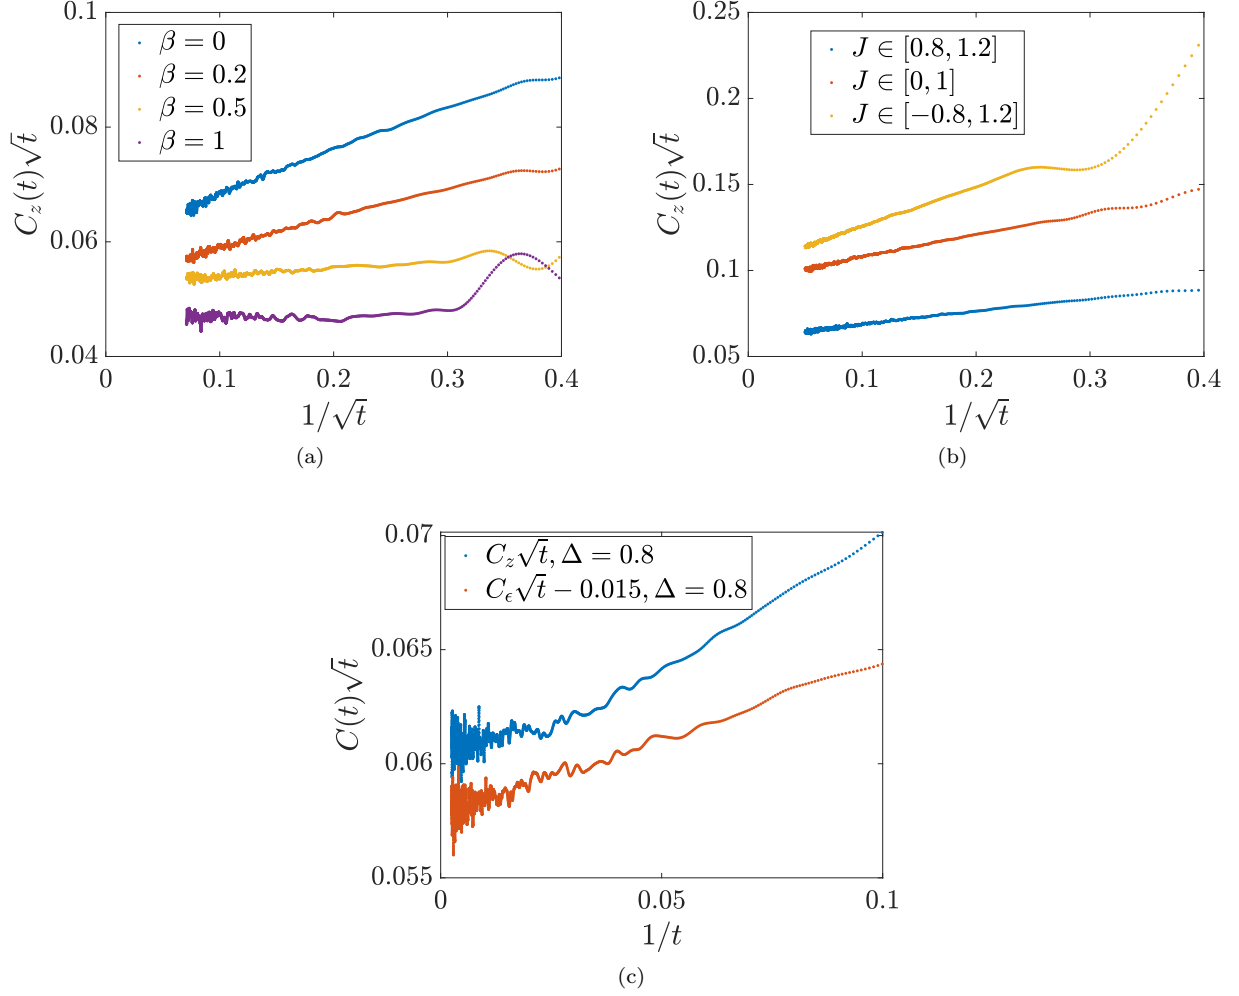 0.1
0.08
0.06
0.04
C_z(t)√t
β = 0
β = 0.2
β = 0.5
β = 1
0 0.1 0.2 0.3 0.4
1/√t
(a)
0.25
0.2
0.15
0.1
0.05
C_z(t)√t
J ∈ [0.8, 1.2]
J ∈ [0, 1]
J ∈ [−0.8, 1.2]
0 0.1 0.2 0.3 0.4
1/√t
(b)
0.07
0.065
0.06
0.055
C(t)√t
C_z√t, Δ = 0.8
C_ϵ√t − 0.015, Δ = 0.8
0 0.05 0.1
1/t
(c)